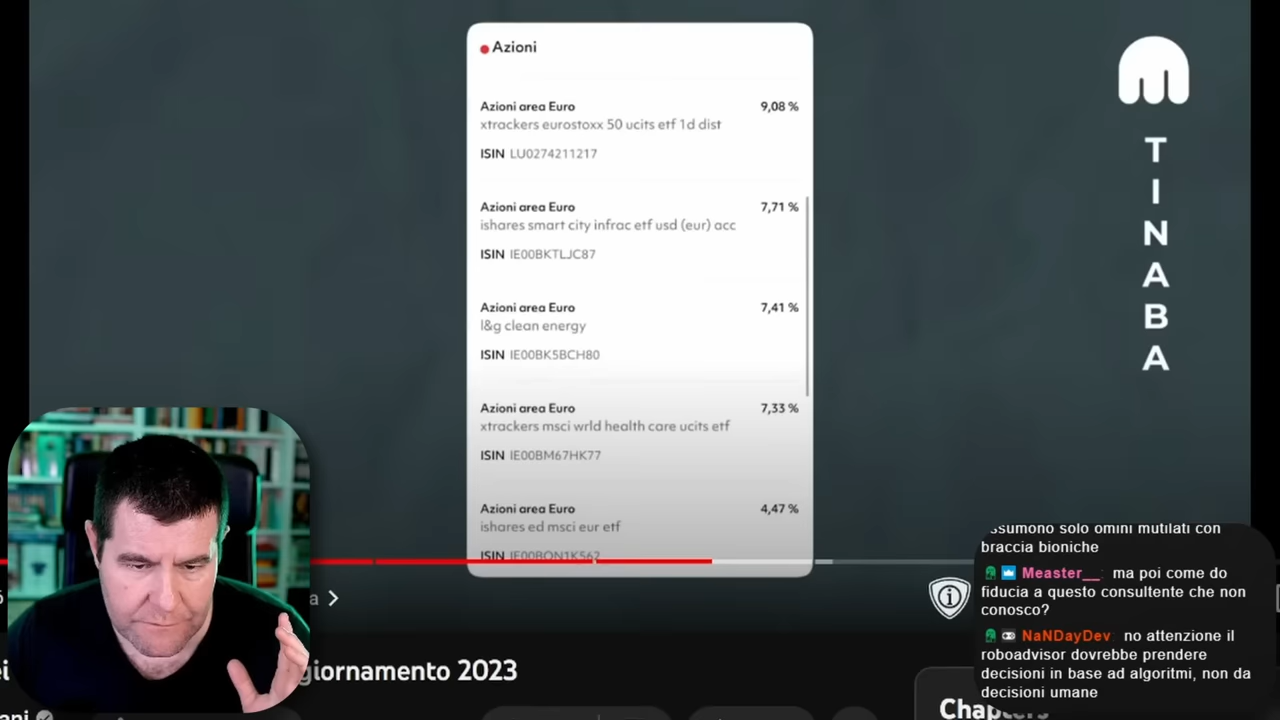 Azioni
Azioni area Euro 9,08 %
xtrackers eurostoxx 50 ucits etf 1d dist
ISIN LU0274211217
Azioni area Euro 7,71 %
ishares smart city infrac etf usd (eur) acc
ISIN IE00BKTLJC87
Azioni area Euro 7,41 %
l&g clean energy
ISIN IE00BK5BCH80
Azioni area Euro 7,33 %
xtrackers msci wrld health care ucits etf
ISIN IE00BM67HK77
Azioni area Euro 4,47 %
ishares ed msci eur etf
ISIN IE00BQN1K562
TINABA
giornamento 2023
ssumono solo omini mutilati con
braccia bioniche
Measter__: ma poi come do
fiducia a questo consultente che non
conosco?
NaNDayDev: no attenzione il
roboadvisor dovrebbe prendere
decisioni in base ad algoritmi, non da
decisioni umane
Chapters